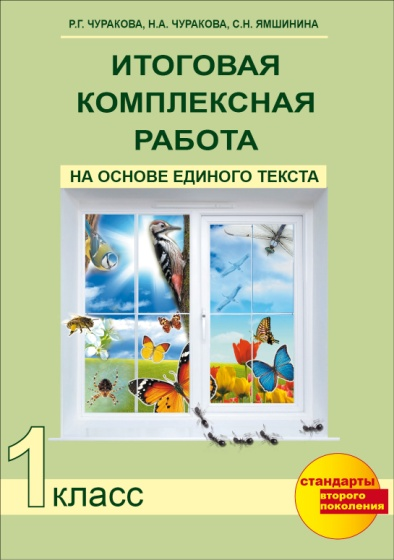 Р.Г. ЧУРАКОВА, Н.А. ЧУРАКОВА, С.Н. ЯМШИНИНА
ИТОГОВАЯ
КОМПЛЕКСНАЯ
РАБОТА
НА ОСНОВЕ ЕДИНОГО ТЕКСТА
1 класс
стандарты
второго
поколения